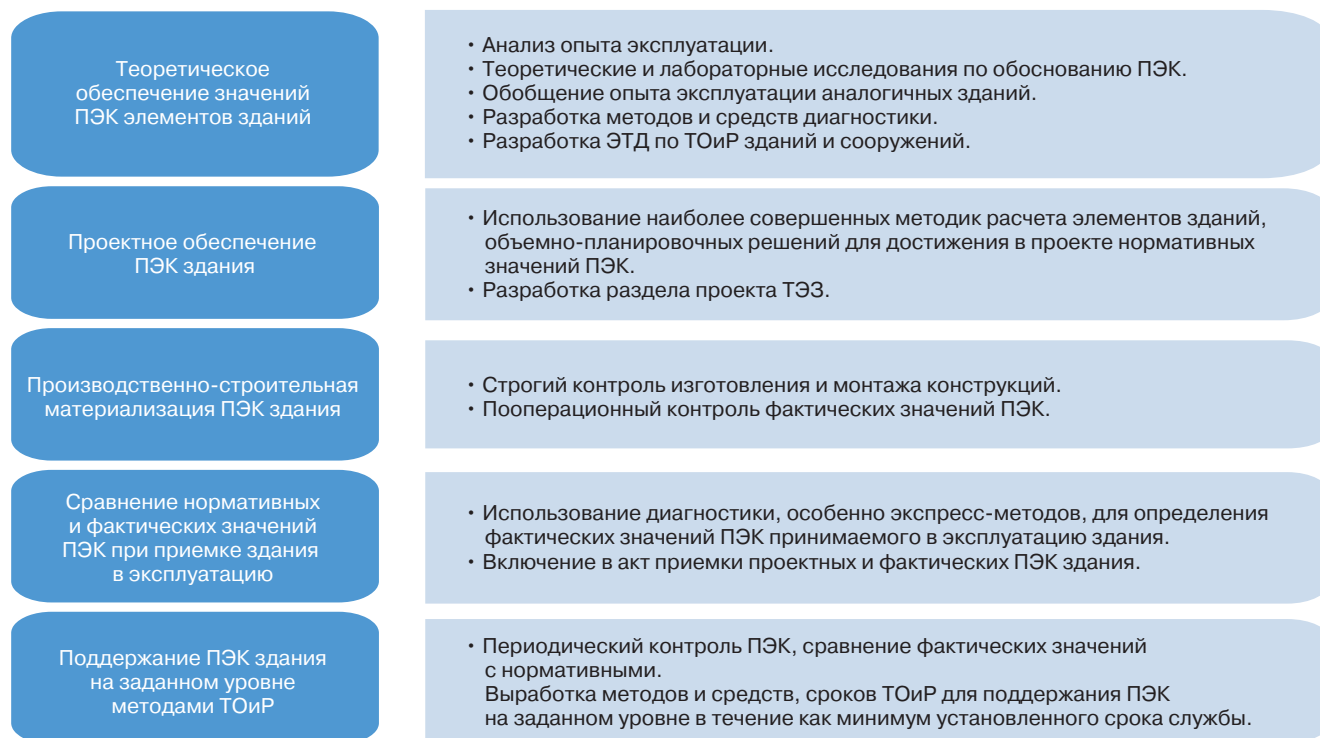 Теоретическое
обеспечение значений
ПЭК элементов зданий
• Анализ опыта эксплуатации.
• Теоретические и лабораторные исследования по обоснованию ПЭК.
• Обобщение опыта эксплуатации аналогичных зданий.
• Разработка методов и средств диагностики.
• Разработка ЭТД по ТОиР зданий и сооружений.
Проектное обеспечение
ПЭК здания
• Использование наиболее совершенных методик расчета элементов зданий,
объемно-планировочных решений для достижения в проекте нормативных
значений ПЭК.
• Разработка раздела проекта ТЭЗ.
Производственно-строительная
материализация ПЭК здания
• Строгий контроль изготовления и монтажа конструкций.
• Пооперационный контроль фактических значений ПЭК.
Сравнение нормативных
и фактических значений
ПЭК при приемке здания
в эксплуатацию
• Использование диагностики, особенно экспресс-методов, для определения
фактических значений ПЭК принимаемого в эксплуатацию здания.
• Включение в акт приемки проектных и фактических ПЭК здания.
Поддержание ПЭК здания
на заданном уровне
методами ТОиР
• Периодический контроль ПЭК, сравнение фактических значений
с нормативными.
Выработка методов и средств, сроков ТОиР для поддержания ПЭК
на заданном уровне в течение как минимум установленного срока службы.